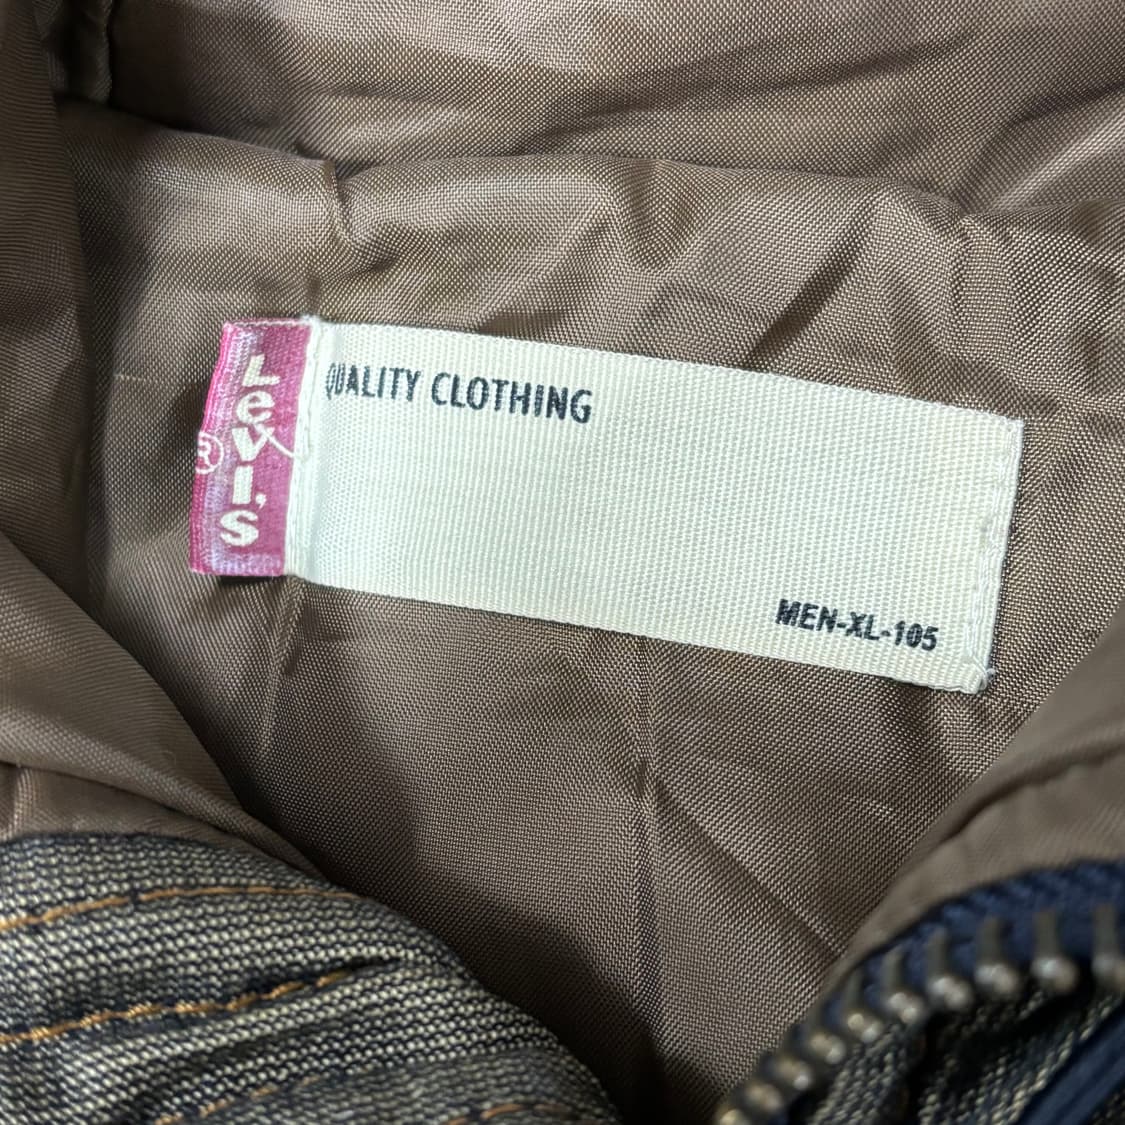 Levi's
®
QUALITY CLOTHING
MEN-XL-105